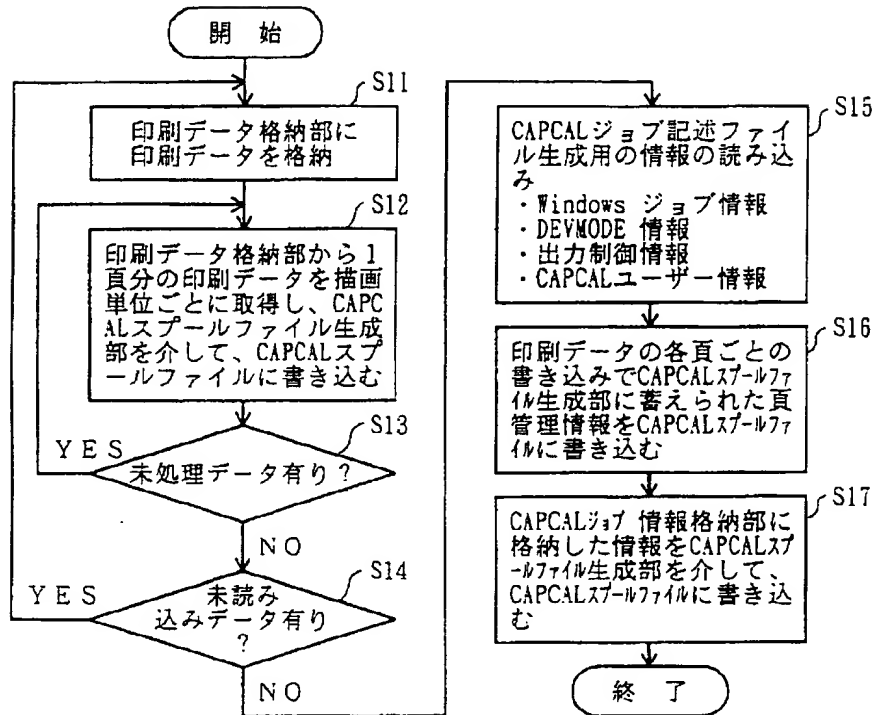 開 始
S11
印刷データ格納部に
印刷データを格納
S12
印刷データ格納部から1
頁分の印刷データを描画
単位ごとに取得し、CAPC
ALスプールファイル生成
部を介して、CAPCALスプ
ールファイルに書き込む
S13
YES
未処理データ有り?
NO
S14
YES
未読み
込みデータ有り
?
NO
S15
CAPCALジョブ記述ファイ
ル生成用の情報の読み込
み
・Windows ジョブ情報
・DEVMODE 情報
・出力制御情報
・CAPCALユーザー情報
S16
印刷データの各頁ごとの
書き込みでCAPCALスプールファ
イル生成部に蓄えられた頁
管理情報をCAPCALスプールファ
イルに書き込む
S17
CAPCALジョブ 情報格納部に
格納した情報をCAPCALスプ
ールファイル生成部を介して、
CAPCALスプールファイルに書き込
む
終 了